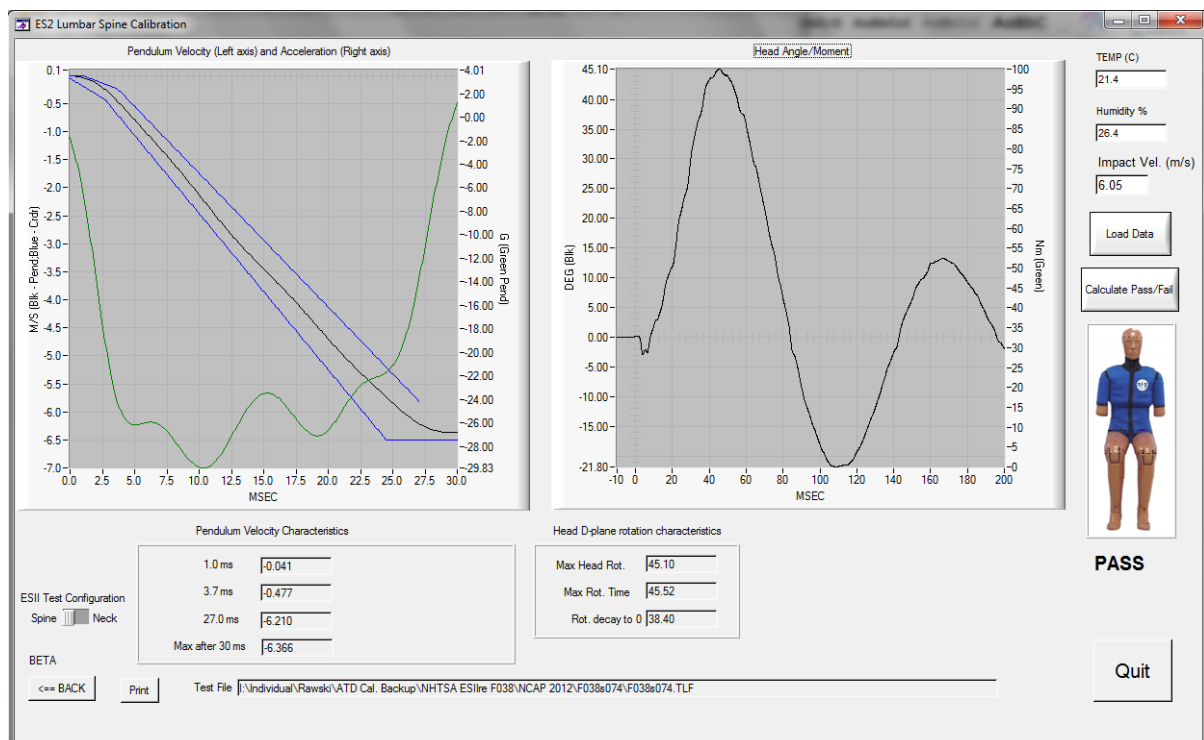 ES2 Lumbar Spine Calibration
Pendulum Velocity (Left axis) and Acceleration (Right axis)
M/S (Blk - Pend;Blue - Crdr)
0.1
-0.5
-1.0
-1.5
-2.0
-2.5
-3.0
-3.5
-4.0
-4.5
-5.0
-5.5
-6.0
-6.5
-7.0
-4.01
-2.00
-0.00
-2.00
-4.00
-6.00
-8.00
-10.00
-12.00
-14.00
-16.00
-18.00
-20.00
-22.00
-24.00
-26.00
-28.00
-29.83
G (Green Pend)
0.0 2.5 5.0 7.5 10.0 12.5 15.0 17.5 20.0 22.5 25.0 27.5 30.0
MSEC
Head Angle/Moment
DEG (Blk)
45.10
40.00
35.00
30.00
25.00
20.00
15.00
10.00
5.00
0.00
-5.00
-10.00
-15.00
-21.80
-100
-95
-90
-85
-80
-75
-70
-65
-60
-55
-50
-45
-40
-35
-30
-25
-20
-15
-10
-5
-0
Nm (Green)
-10 0 20 40 60 80 100 120 140 160 180 200
MSEC
TEMP (C)
21.4
Humidity %
26.4
Impact Vel. (m/s)
6.05
Load Data
Calculate Pass/Fail
PASS
Pendulum Velocity Characteristics
1.0 ms -0.041
3.7 ms -0.477
27.0 ms -6.210
Max after 30 ms -6.366
Head D-plane rotation characteristics
Max Head Rot. 45.10
Max Rot. Time 45.52
Rot. decay to 0 38.40
ESII Test Configuration
Spine Neck
BETA
<== BACK
Print
Test File I:\Individual\Rawski\ATD Cal. Backup\NHTSA ESIIre F038\NCAP 2012\F038s074\F038s074.TLF
Quit